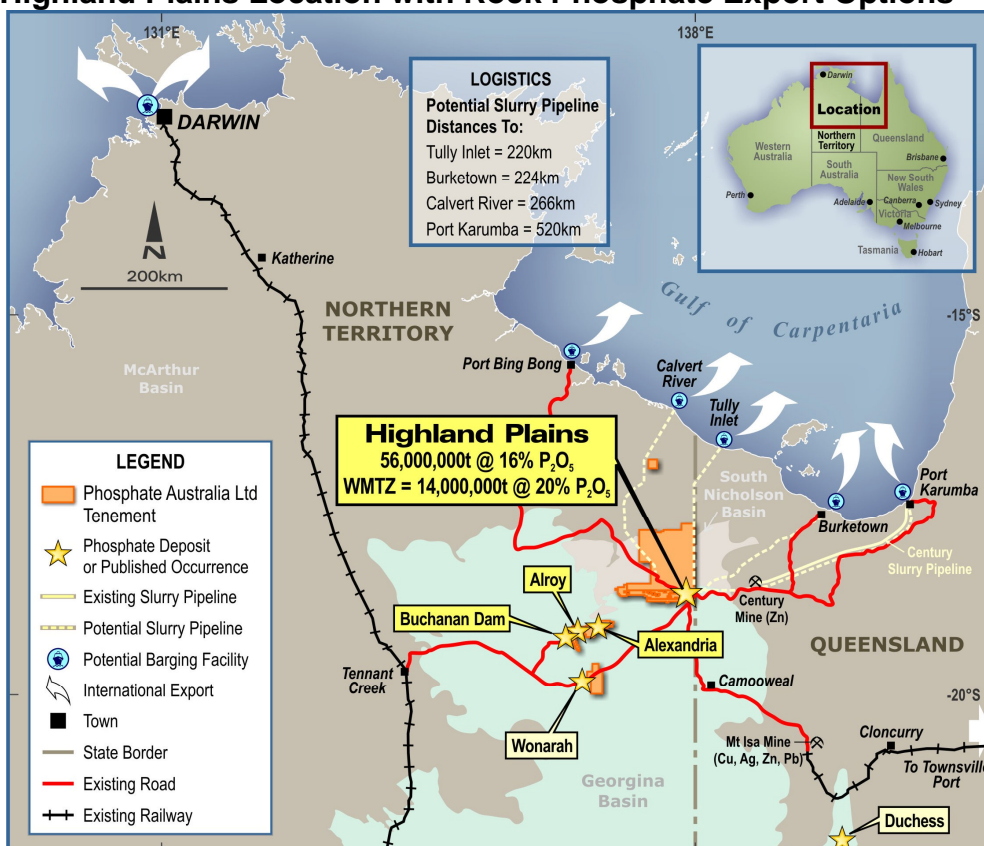 Highland Plains Location with Rock Phosphate Export Options
131°E
138°E
DARWIN
N
200km
Katherine
LOGISTICS
Potential Slurry Pipeline
Distances To:
Tully Inlet = 220km
Burketown = 224km
Calvert River = 266km
Port Karumba = 520km
Darwin
Location
Northern
Territory
Western
Australia
Queensland
South
Australia
Brisbane
New South
Wales
Perth
Adelaide
Canberra
Sydney
Victoria
Melbourne
Tasmania
Hobart
NORTHERN
TERRITORY
Gulf of Carpentaria
-15°S
McArthur
Basin
Port Bing Bong
Calvert
River
Tully
Inlet
Highland Plains
56,000,000t @ 16% P₂O₅
WMTZ = 14,000,000t @ 20% P₂O₅
South
Nicholson
Basin
Port
Karumba
Burketown
Century
Slurry Pipeline
Century
Mine (Zn)
LEGEND
Phosphate Australia Ltd
Tenement
Phosphate Deposit
or Published Occurrence
Existing Slurry Pipeline
Potential Slurry Pipeline
Potential Barging Facility
International Export
Town
State Border
Existing Road
Existing Railway
Alroy
Buchanan Dam
Alexandria
QUEENSLAND
Tennant
Creek
Camooweal
-20°S
Wonarah
Mt Isa Mine
(Cu, Ag, Zn, Pb)
Cloncurry
To Townsville
Port
Georgina
Basin
Duchess